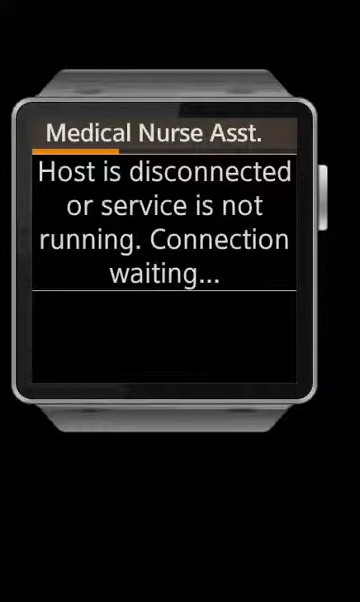 Medical Nurse Asst.
Host is disconnected
or service is not
running. Connection
waiting...